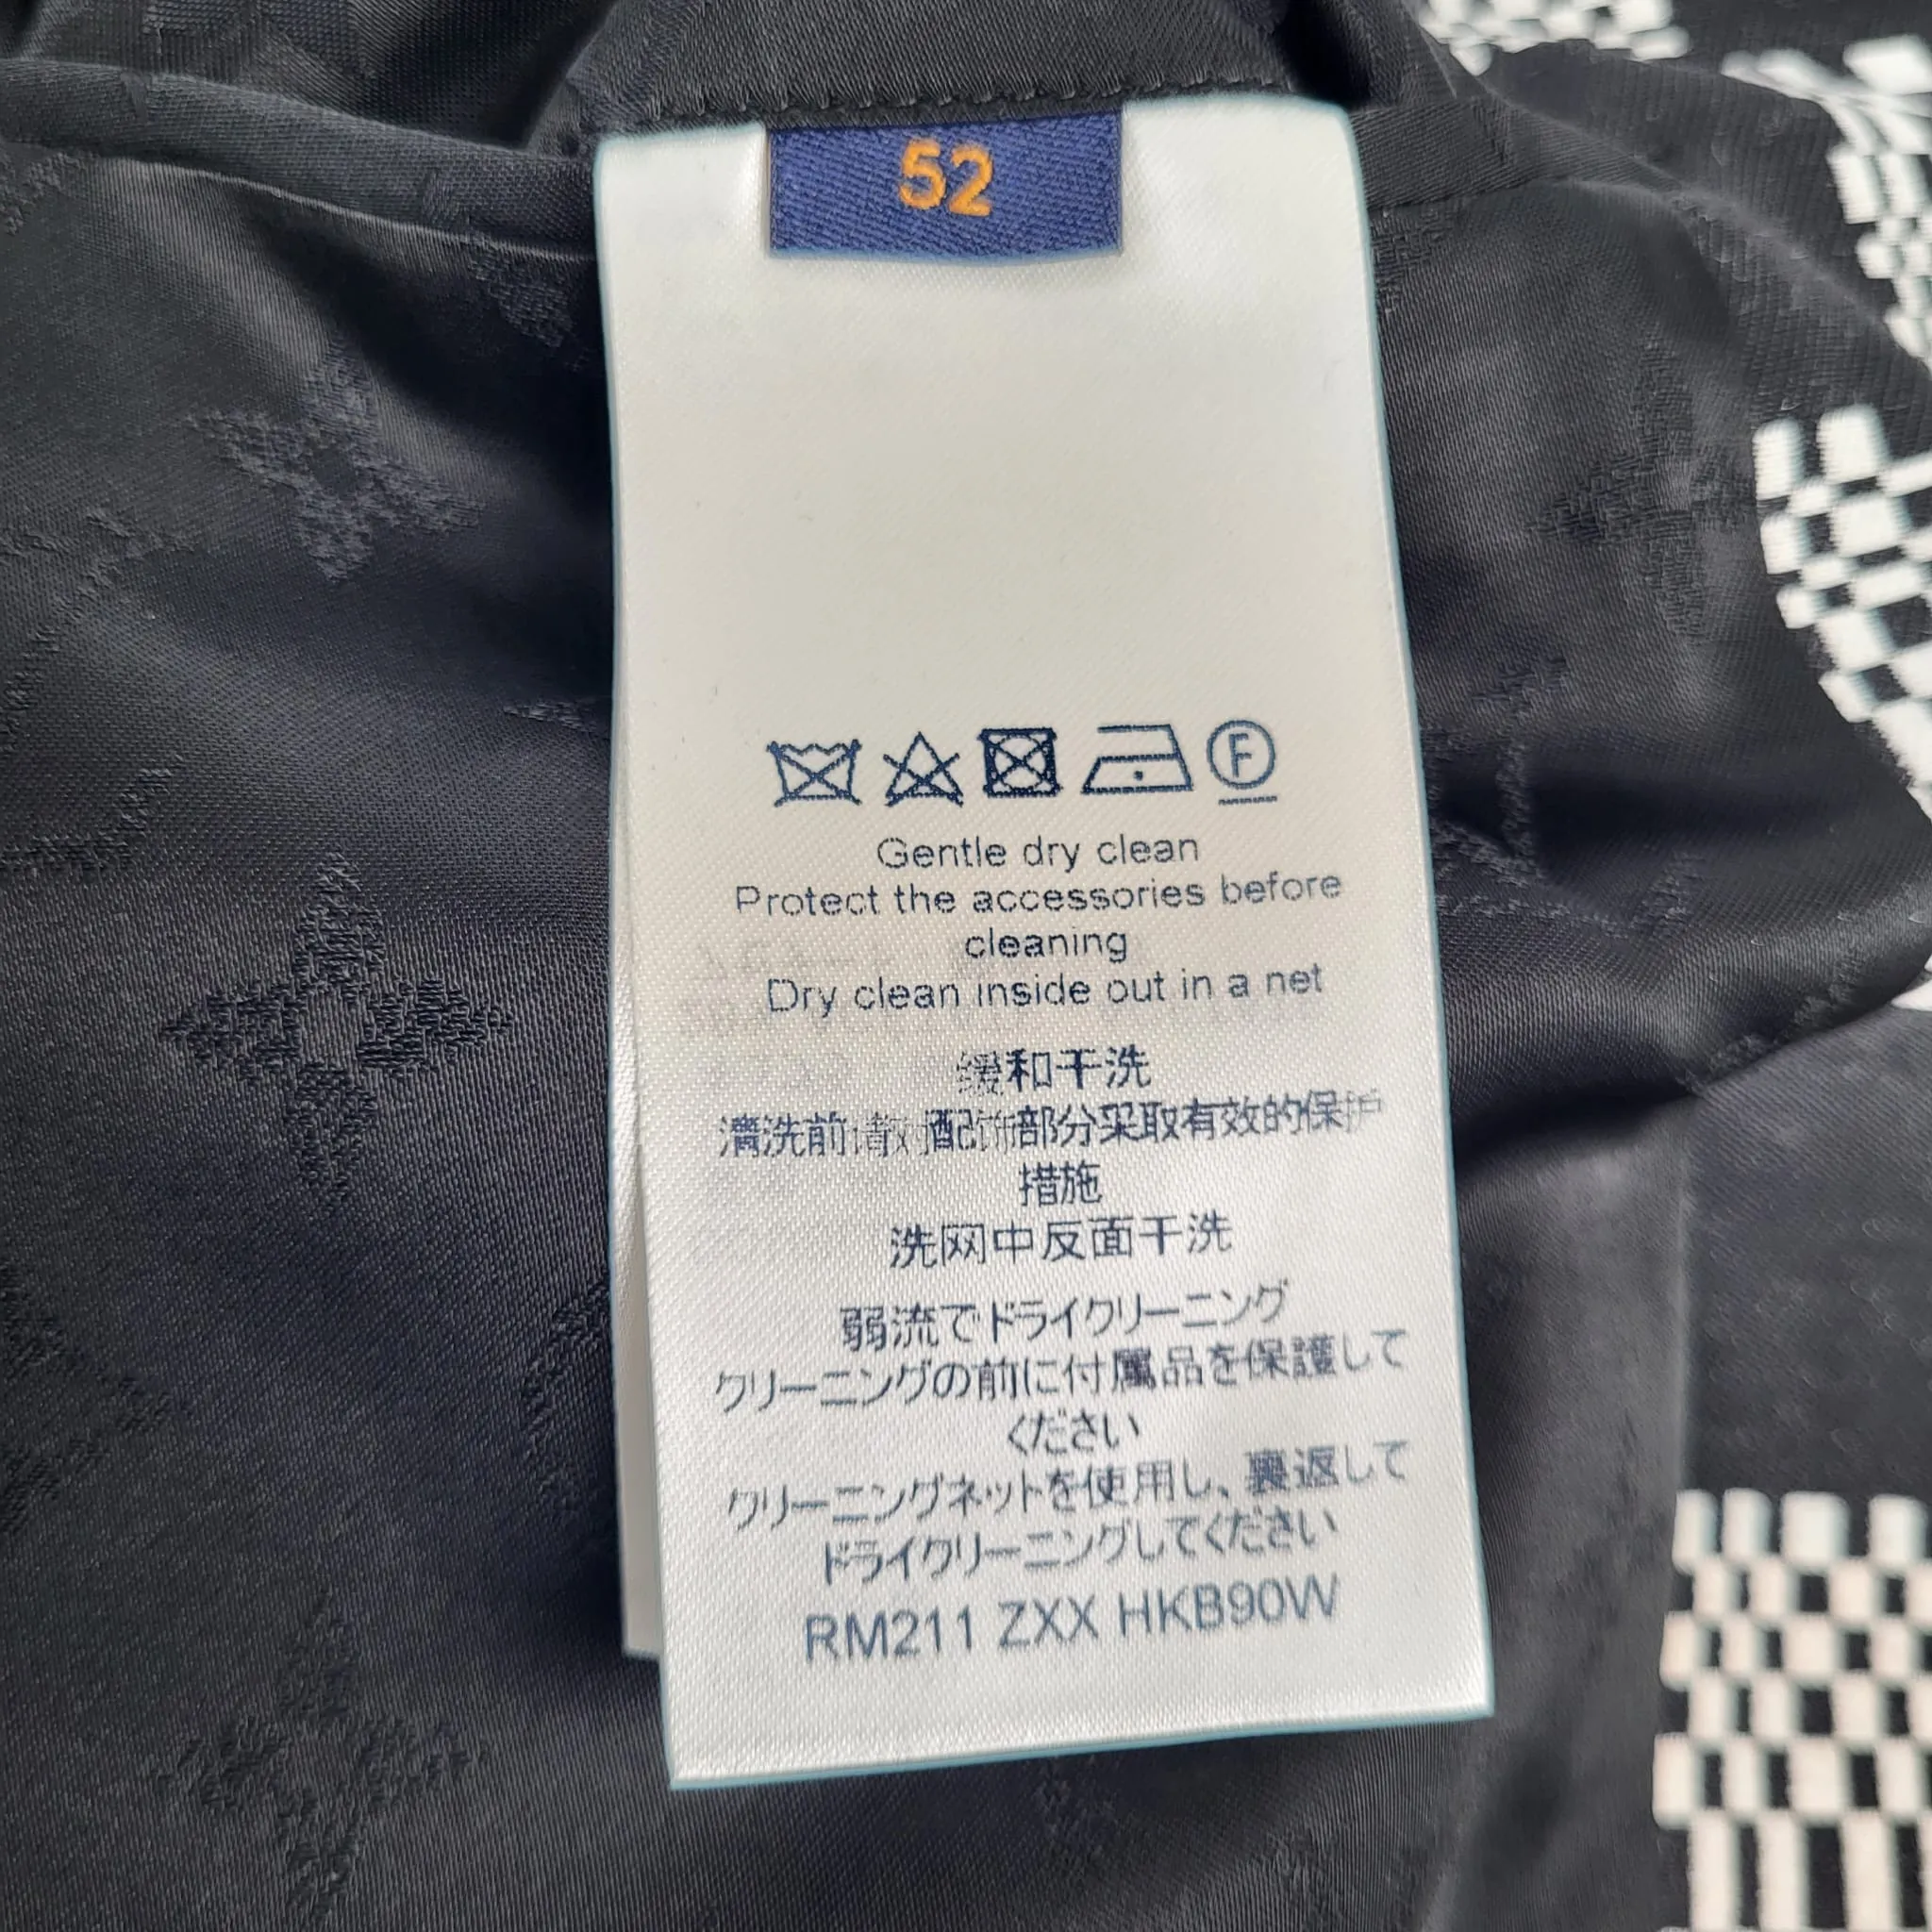 52
F
Gentle dry clean
Protect the accessories before
cleaning
Dry clean inside out in a net
缓和干洗
清洗前请对配饰部分采取有效的保护
措施
洗网中反面干洗
弱流でドライクリーニング
クリーニングの前に付属品を保護して
ください
クリーニングネットを使用し、裏返して
ドライクリーニングしてください
RM211 ZXX HKB90W